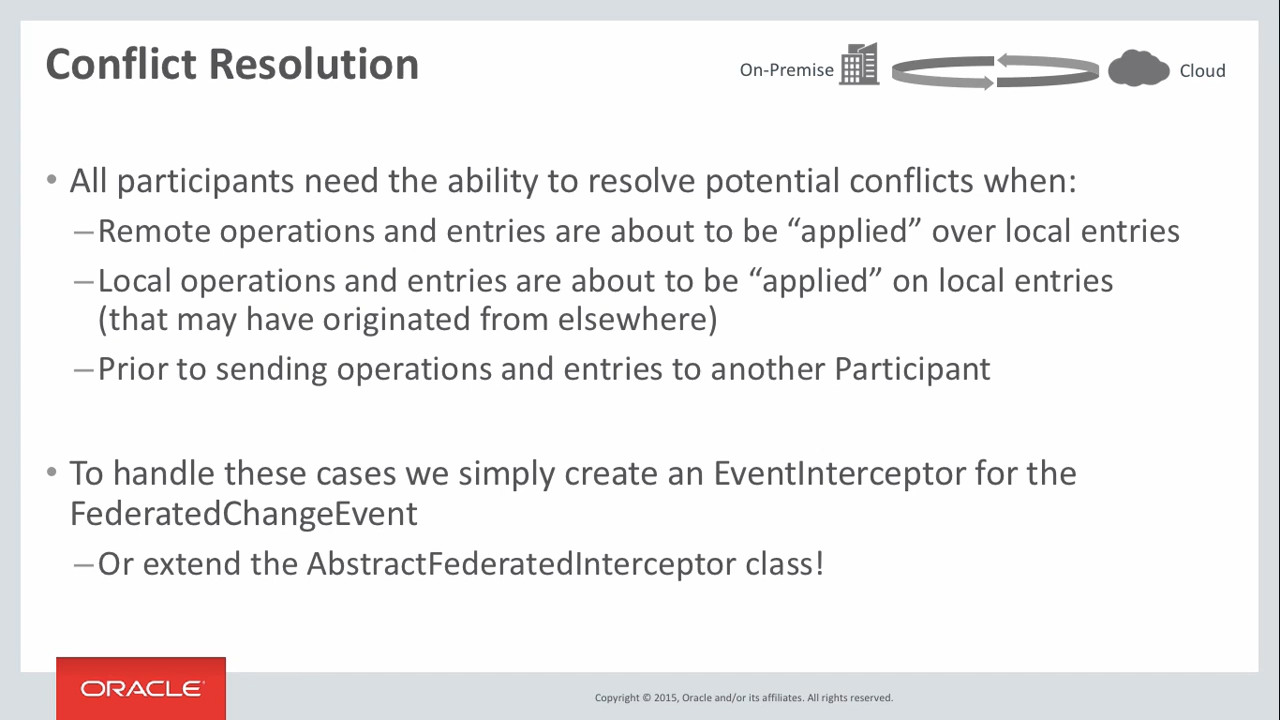 Conflict Resolution
On-Premise
Cloud
• All participants need the ability to resolve potential conflicts when:
–Remote operations and entries are about to be “applied” over local entries
–Local operations and entries are about to be “applied” on local entries
(that may have originated from elsewhere)
–Prior to sending operations and entries to another Participant
• To handle these cases we simply create an EventInterceptor for the
FederatedChangeEvent
–Or extend the AbstractFederatedInterceptor class!
ORACLE
Copyright © 2015, Oracle and/or its affiliates. All rights reserved.